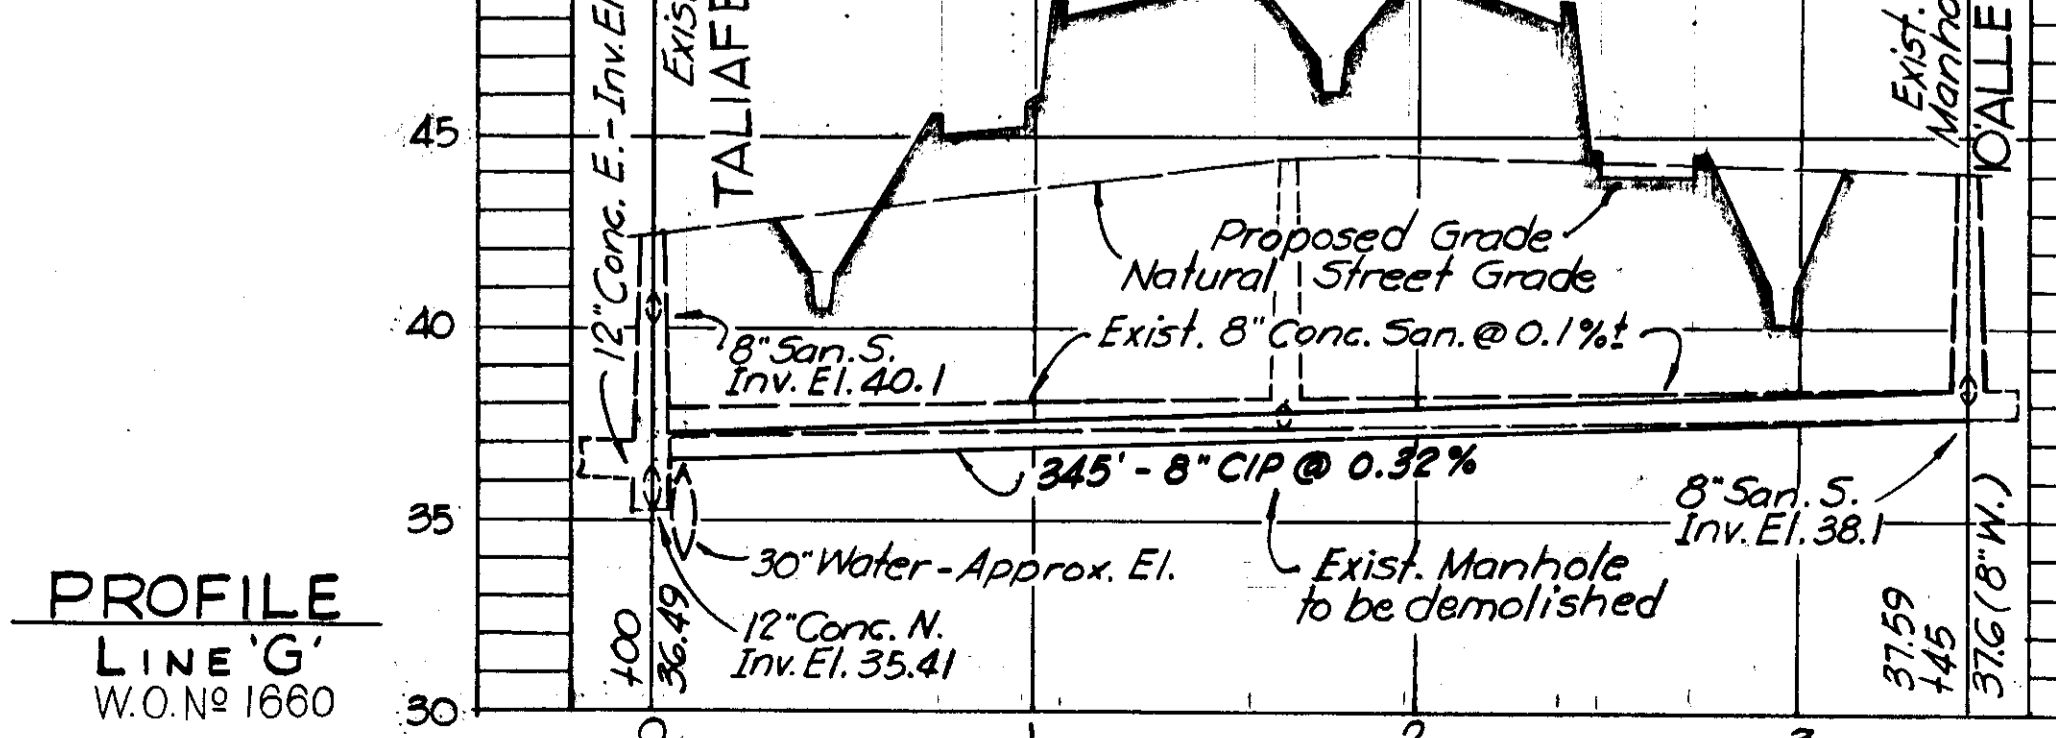 12"Conc. E.-Inv.El
Exis
TALIAFE
Exist.
Manho
O'ALLE
45
40
35
30
Proposed Grade
Natural Street Grade
Exist. 8"Conc. San. @ 0.1%±
8"San. S.
Inv. El. 40.1
345' - 8" CIP @ 0.32%
8"San. S.
Inv. El. 38.1
30"Water-Approx. El.
Exist. Manhole
to be demolished
12"Conc. N.
Inv. El. 35.41
+00
36.49
37.59
+45
37.6 (8"W.)
PROFILE
LINE 'G'
W.O. Nº 1660
0
1
2
3